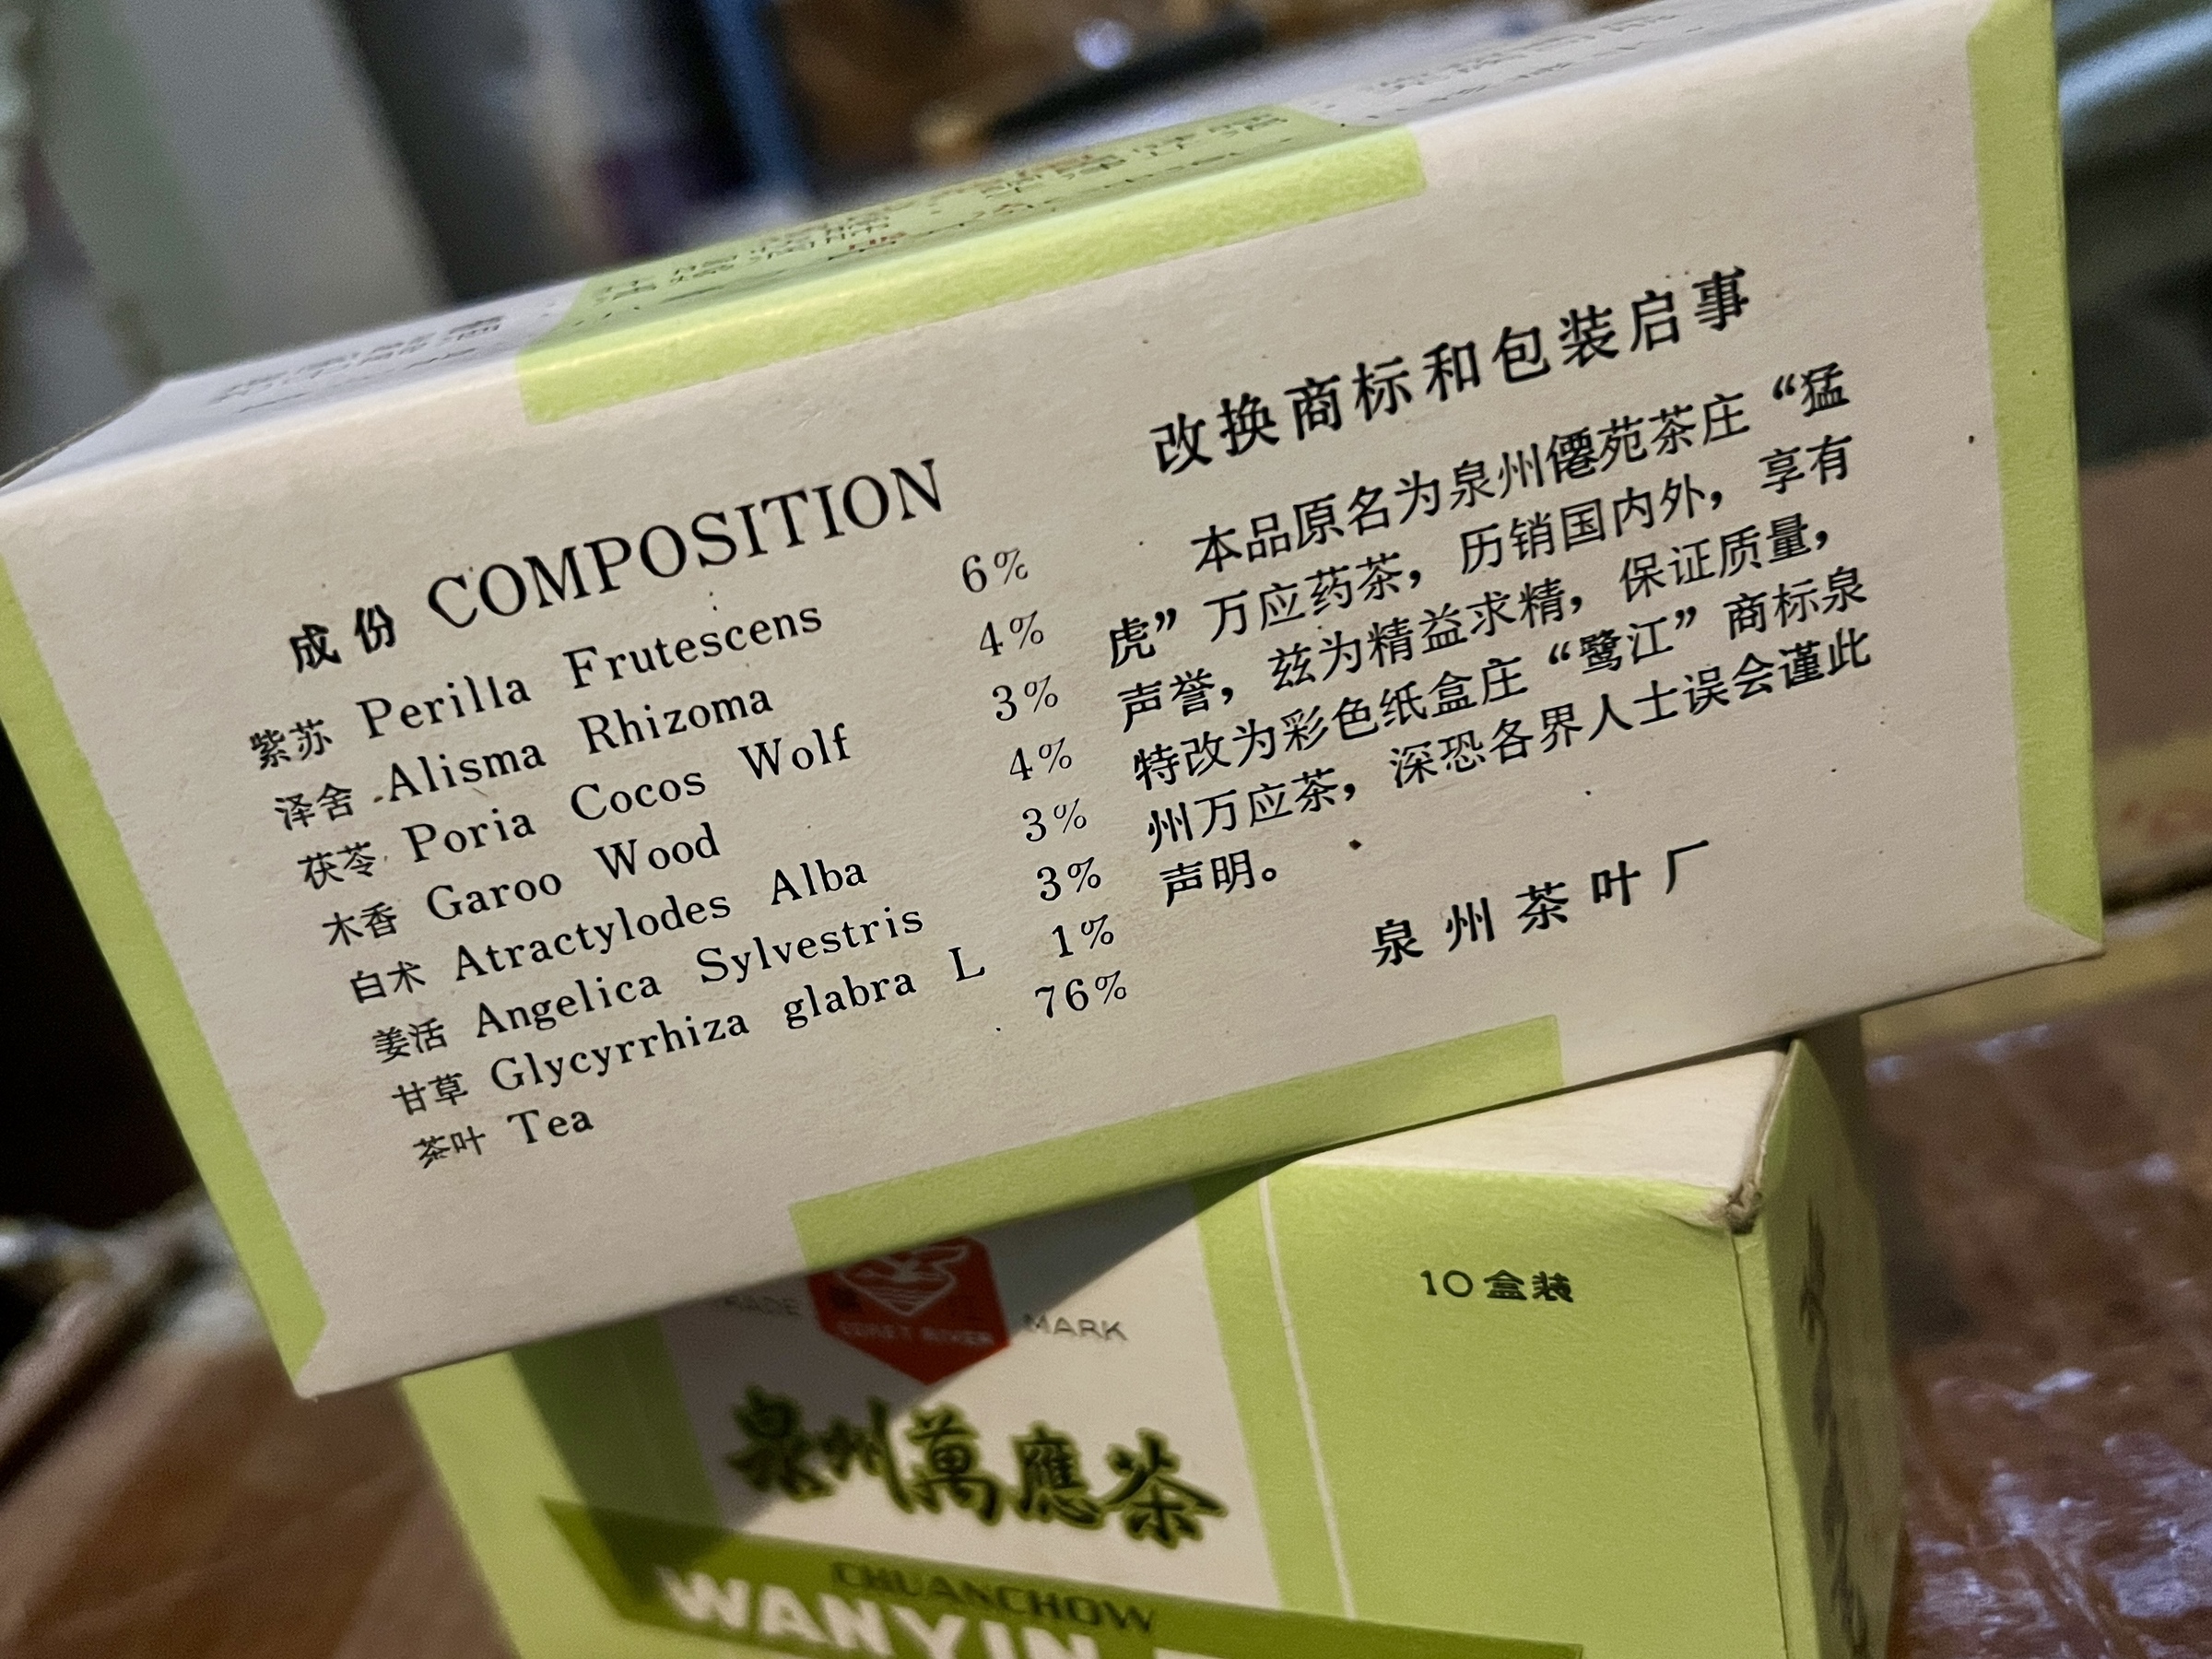 成份 COMPOSITION
紫苏 Perilla Frutescens 6%
泽舍 Alisma Rhizoma 4%
茯苓 Poria Cocos Wolf 3%
木香 Garoo Wood 4%
白术 Atractylodes Alba 3%
姜活 Angelica Sylvestris 3%
甘草 Glycyrrhiza glabra L 1%
茶叶 Tea 76%
改换商标和包装启事
本品原名为泉州僊苑茶庄“猛
虎”万应药茶，历销国内外，享有
声誉，兹为精益求精，保证质量，
特改为彩色纸盒庄“鹭江”商标泉
州万应茶，深恐各界人士误会谨此
声明。
泉州茶叶厂
10盒装
MARK
泉州萬應茶
CHUANCHOW
WANYIN